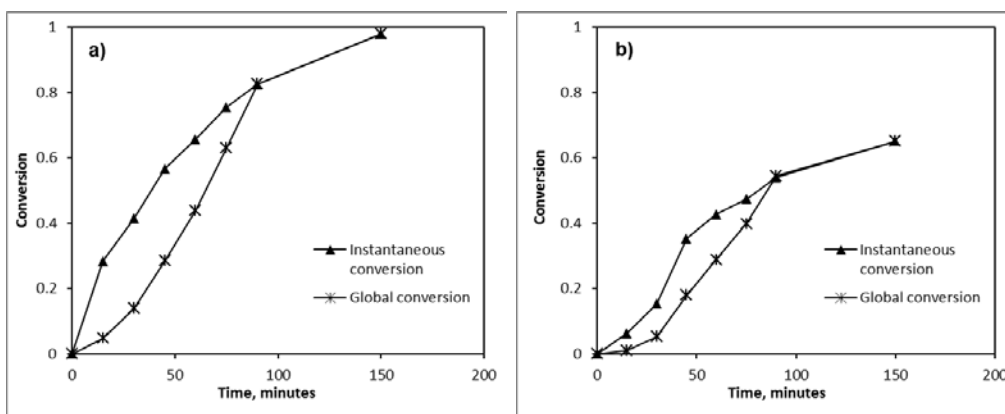 a)
1
0.8
0.6
0.4
0.2
0
Conversion
0 50 100 150 200
Time, minutes
Instantaneous
conversion
Global conversion
b)
1
0.8
0.6
0.4
0.2
0
Conversion
0 50 100 150 200
Time, minutes
Instantaneous
conversion
Global conversion